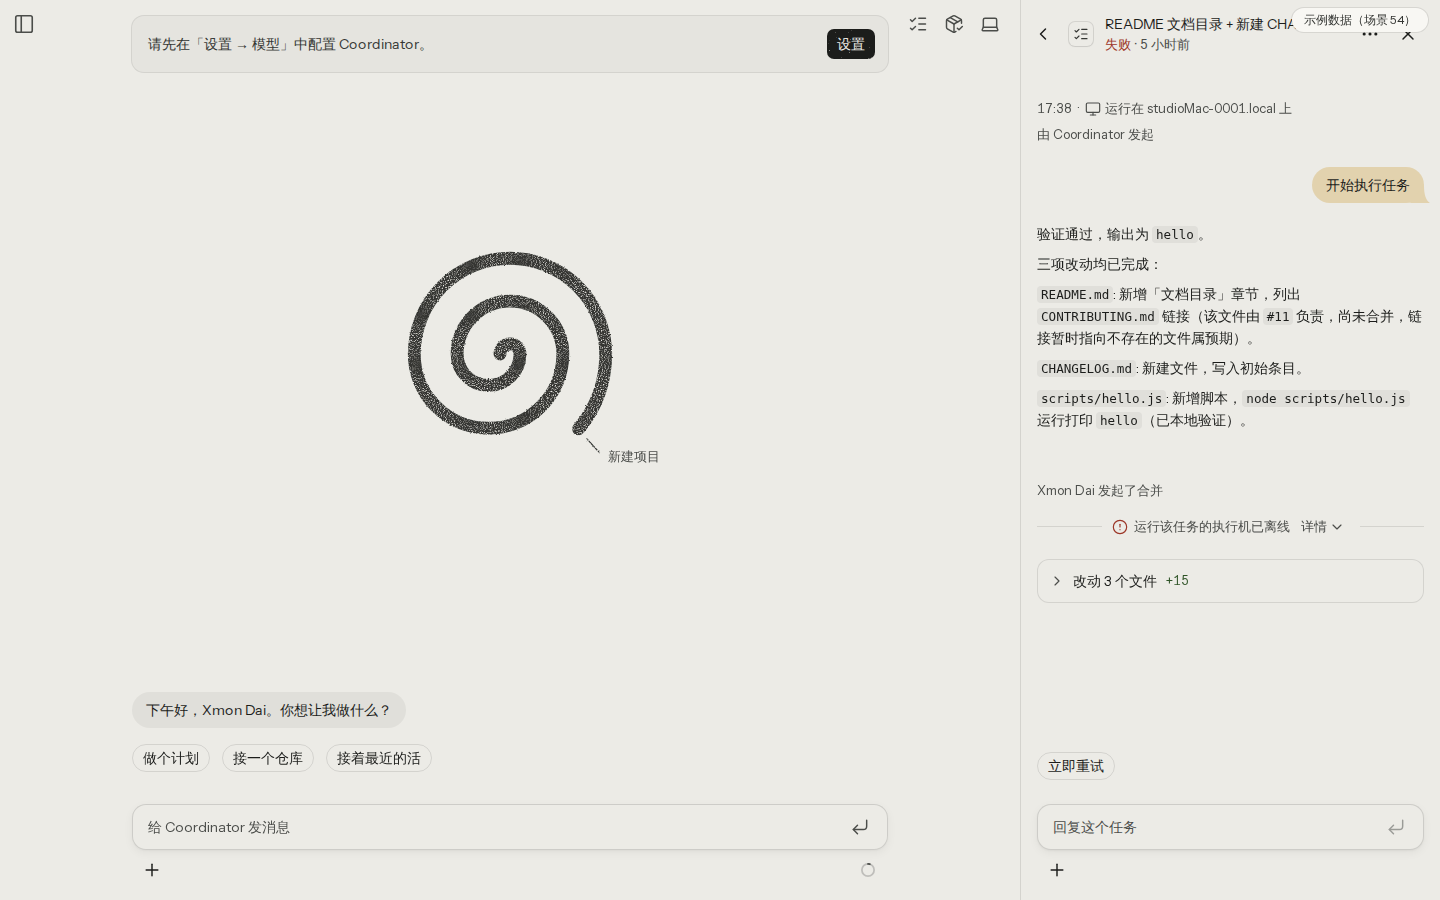 请先在「设置 → 模型」中配置 Coordinator。
设置
新建项目
下午好，Xmon Dai。你想让我做什么？
做个计划
接一个仓库
接着最近的活
给 Coordinator 发消息
README 文档目录 + 新建 CHA
示例数据（场景 54）
失败 · 5 小时前
17:38 · 运行在 studioMac-0001.local 上
由 Coordinator 发起
开始执行任务
验证通过，输出为 hello。
三项改动均已完成：
README.md: 新增「文档目录」章节，列出
CONTRIBUTING.md 链接（该文件由 #11 负责，尚未合并，链
接暂时指向不存在的文件属预期）。
CHANGELOG.md: 新建文件，写入初始条目。
scripts/hello.js: 新增脚本，node scripts/hello.js
运行打印 hello（已本地验证）。
Xmon Dai 发起了合并
运行该任务的执行机已离线 详情
改动 3 个文件 +15
立即重试
回复这个任务